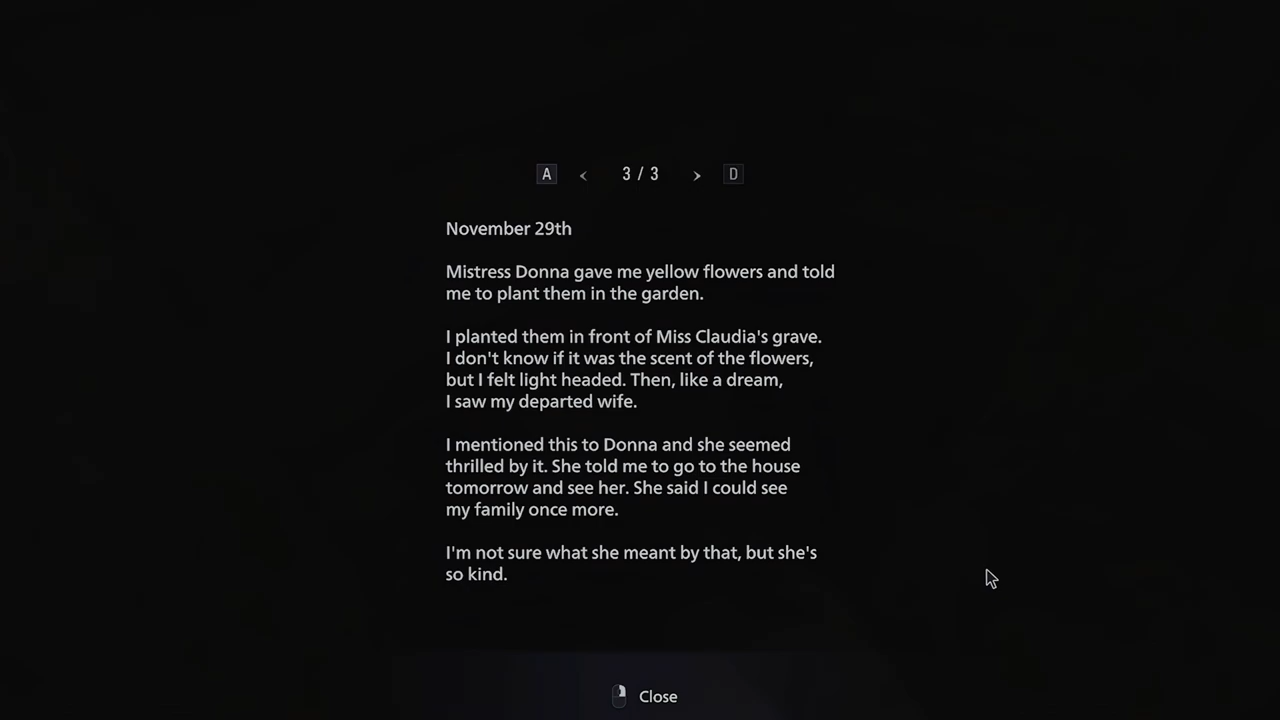 A < 3 / 3 > D
November 29th
Mistress Donna gave me yellow flowers and told
me to plant them in the garden.
I planted them in front of Miss Claudia's grave.
I don't know if it was the scent of the flowers,
but I felt light headed. Then, like a dream,
I saw my departed wife.
I mentioned this to Donna and she seemed
thrilled by it. She told me to go to the house
tomorrow and see her. She said I could see
my family once more.
I'm not sure what she meant by that, but she's
so kind.
Close